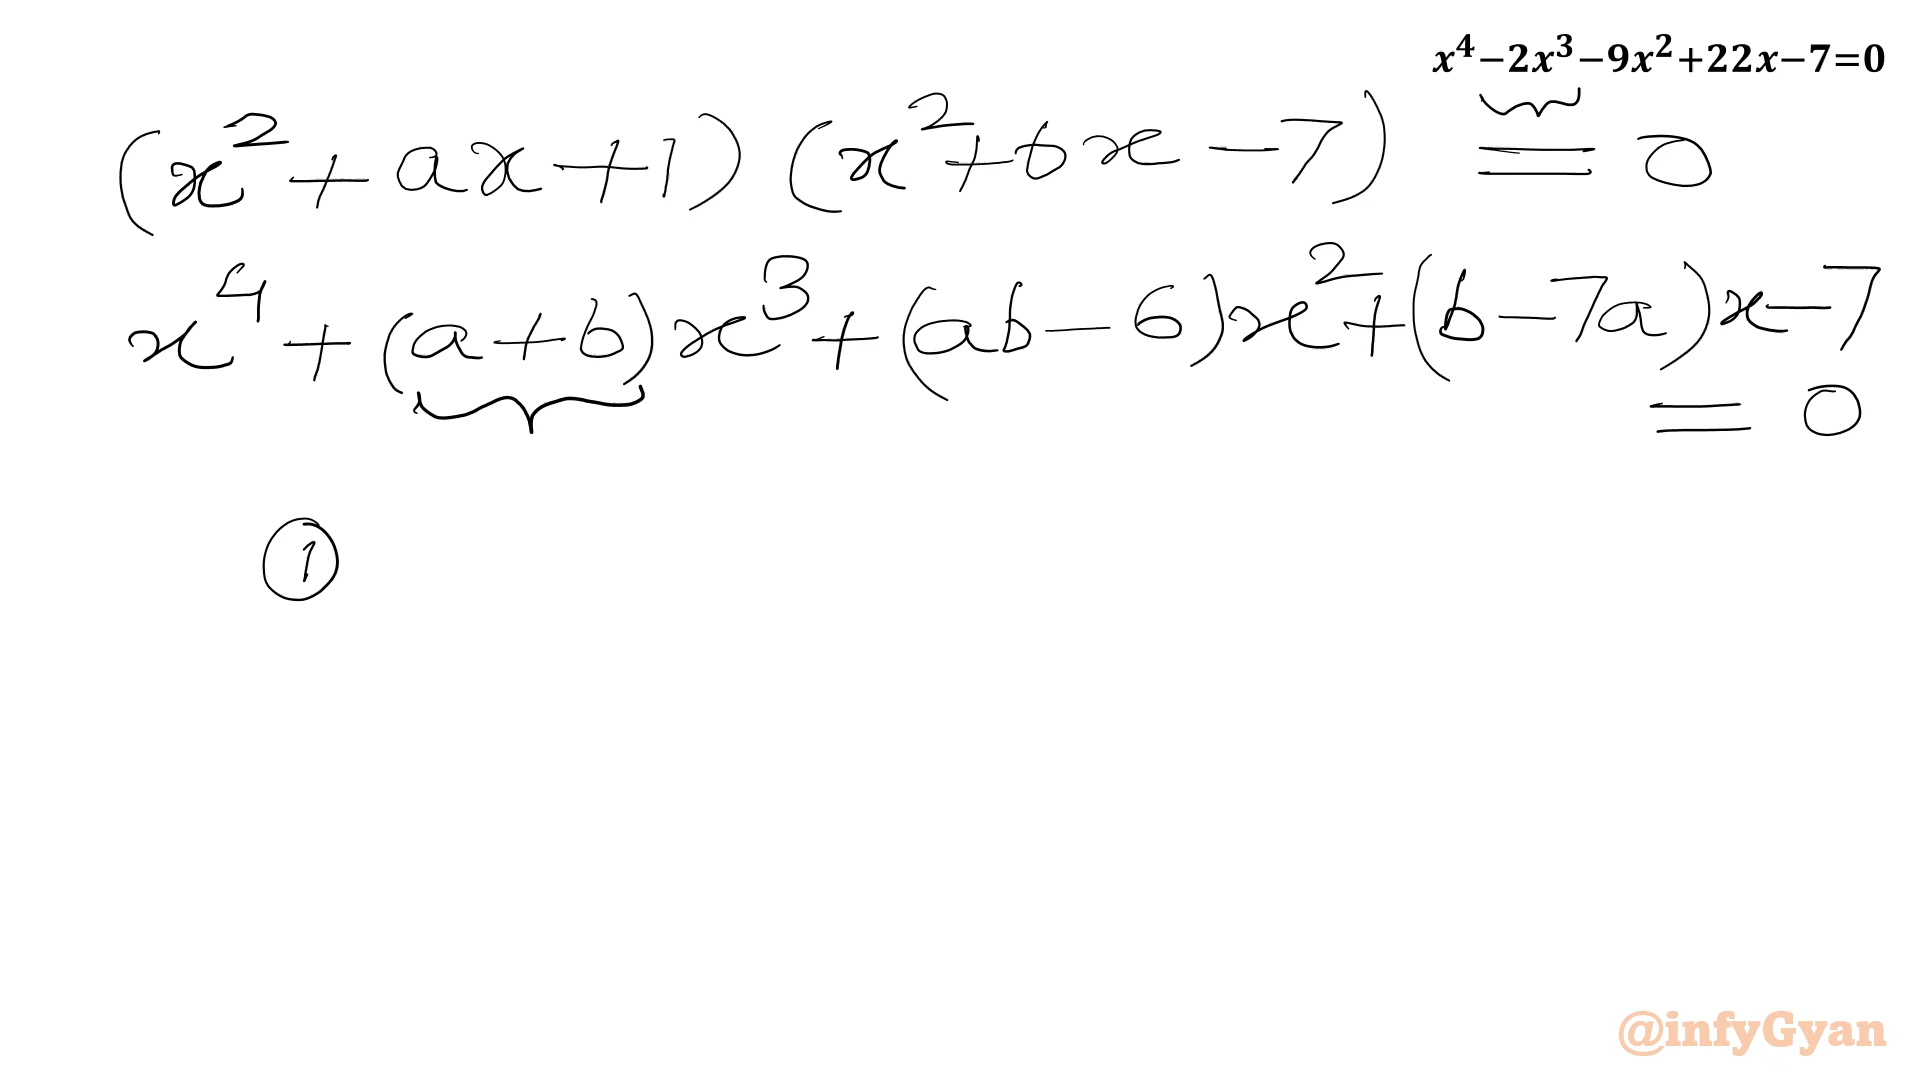 x⁴−2x³−9x²+22x−7=0
(x² + ax + 1) (x² + bx − 7) = 0
x⁴ + (a + b) x³ + (ab − 6) x² + (b − 7a) x − 7
= 0
①
@infyGyan